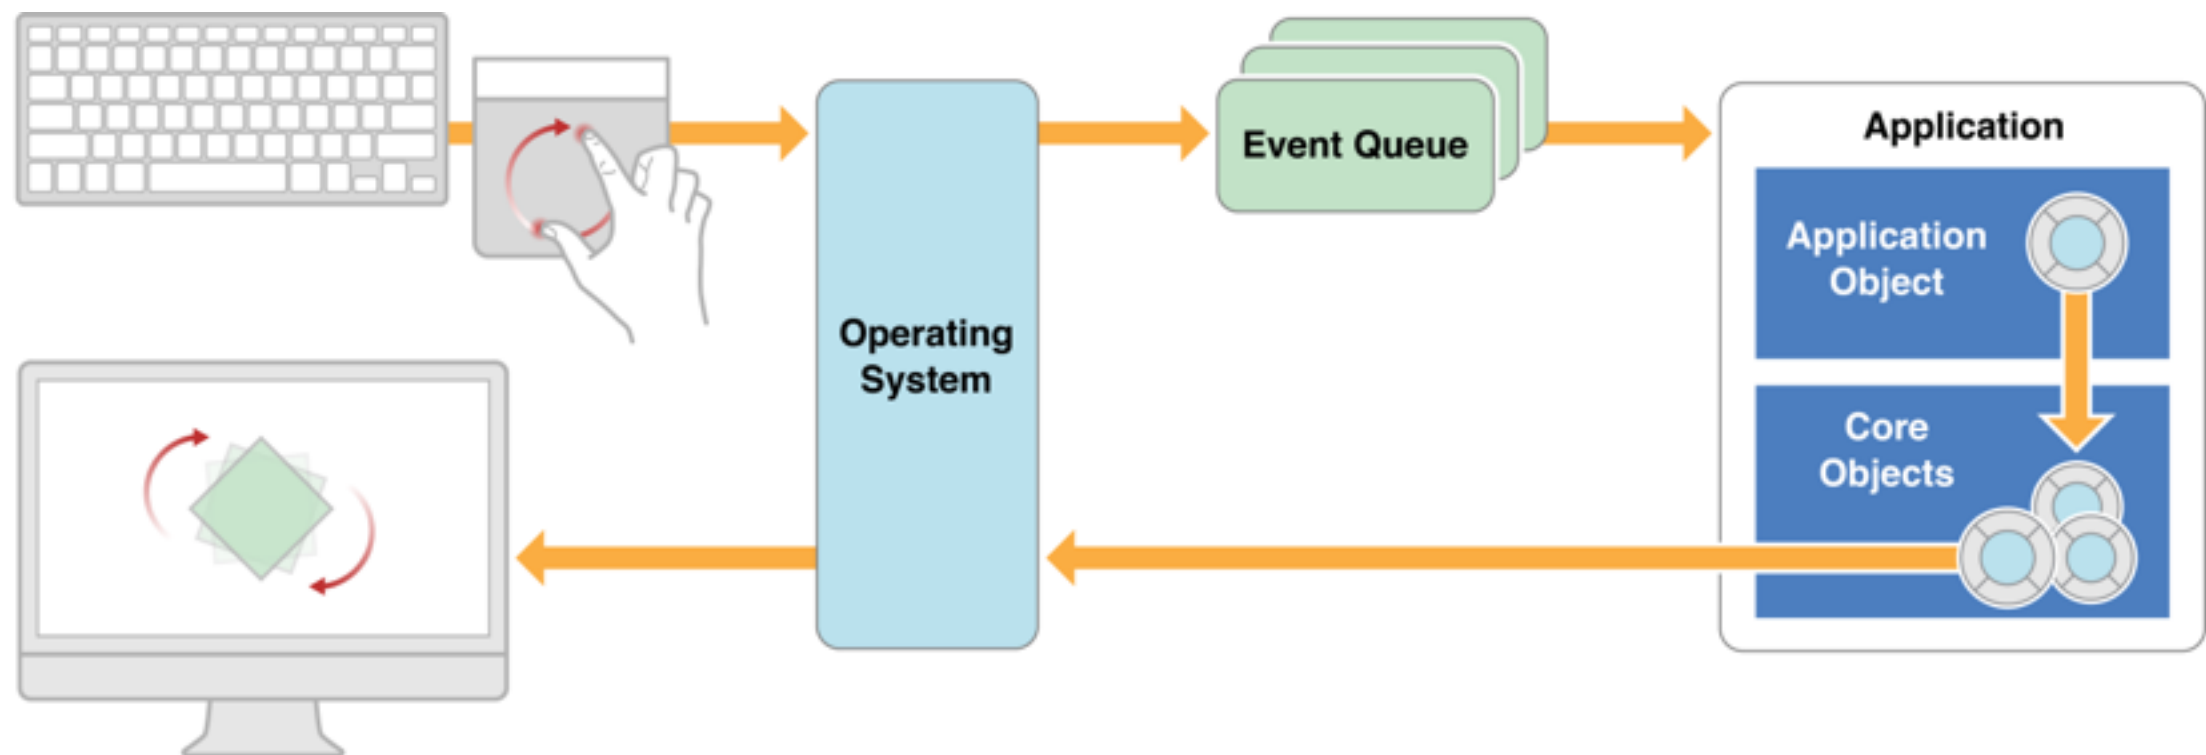 Operating
System
Event Queue
Application
Application
Object
Core
Objects